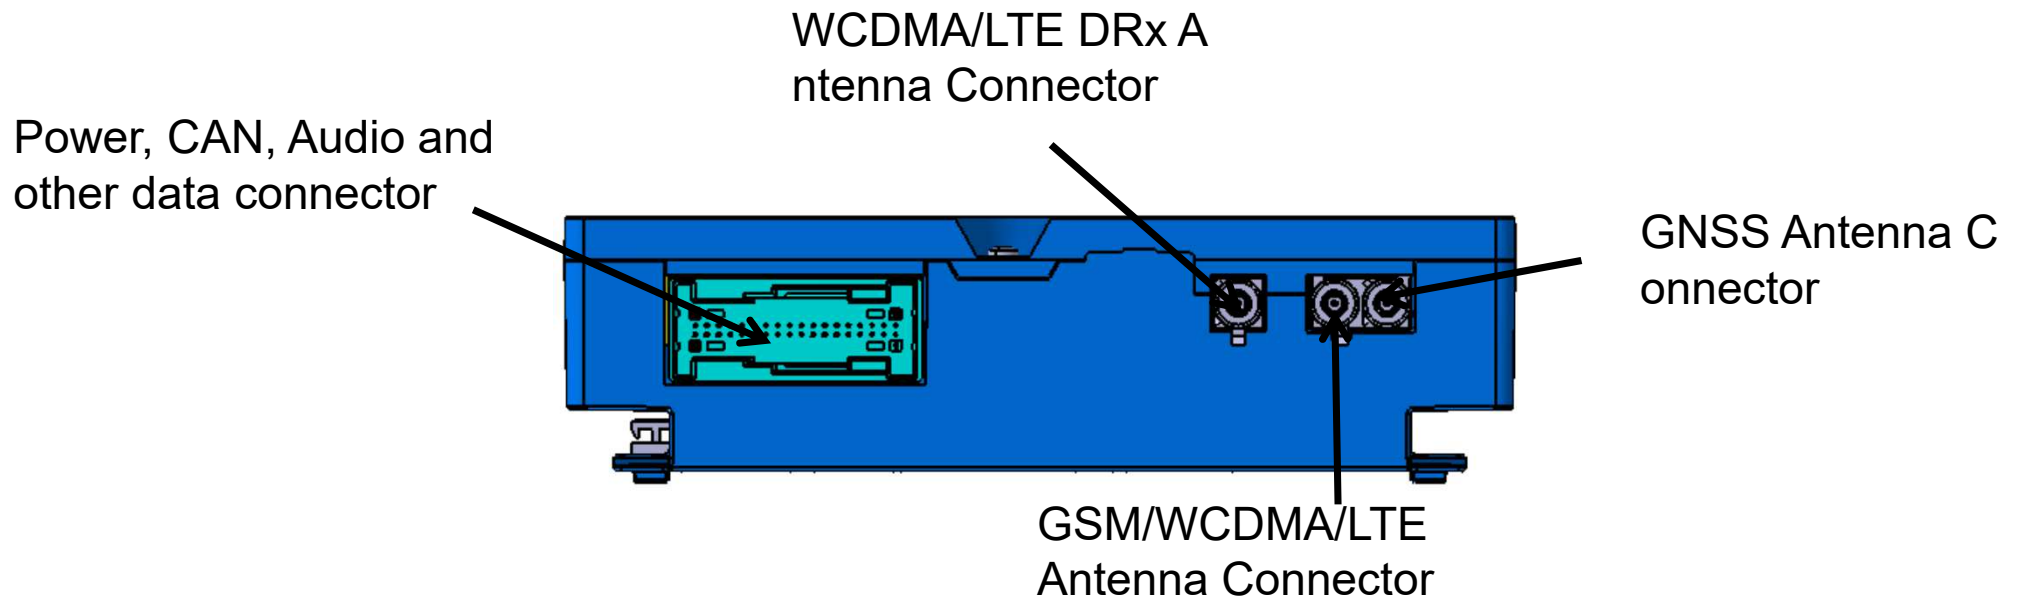 WCDMA/LTE DRx A
ntenna Connector
Power, CAN, Audio and
other data connector
GNSS Antenna C
onnector
GSM/WCDMA/LTE
Antenna Connector